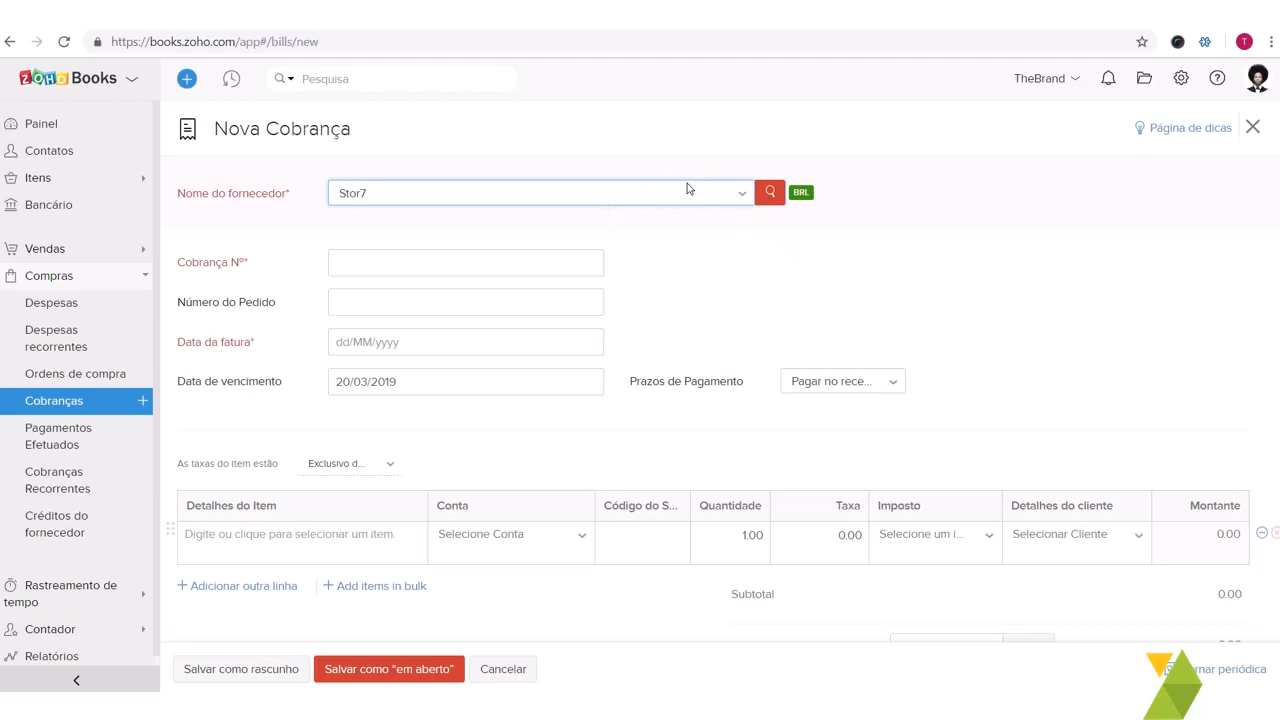 https://books.zoho.com/app#/bills/new
T
ZOHO Books
Pesquisa
TheBrand
Painel
Contatos
Itens
Bancário
Vendas
Compras
Despesas
Despesas
recorrentes
Ordens de compra
Cobranças
Pagamentos
Efetuados
Cobranças
Recorrentes
Créditos do
fornecedor
Rastreamento de
tempo
Contador
Relatórios
Nova Cobrança
Página de dicas
Nome do fornecedor*
Stor7
BRL
Cobrança Nº*
Número do Pedido
Data da fatura*
dd/MM/yyyy
Data de vencimento
20/03/2019
Prazos de Pagamento
Pagar no rece...
As taxas do item estão
Exclusivo d...
Detalhes do Item
Conta
Código do S...
Quantidade
Taxa
Imposto
Detalhes do cliente
Montante
Digite ou clique para selecionar um item.
Selecione Conta
1.00
0.00
Selecione um i...
Selecionar Cliente
0.00
Adicionar outra linha
Add items in bulk
Subtotal
0.00
Salvar como rascunho
Salvar como "em aberto"
Cancelar
periódica